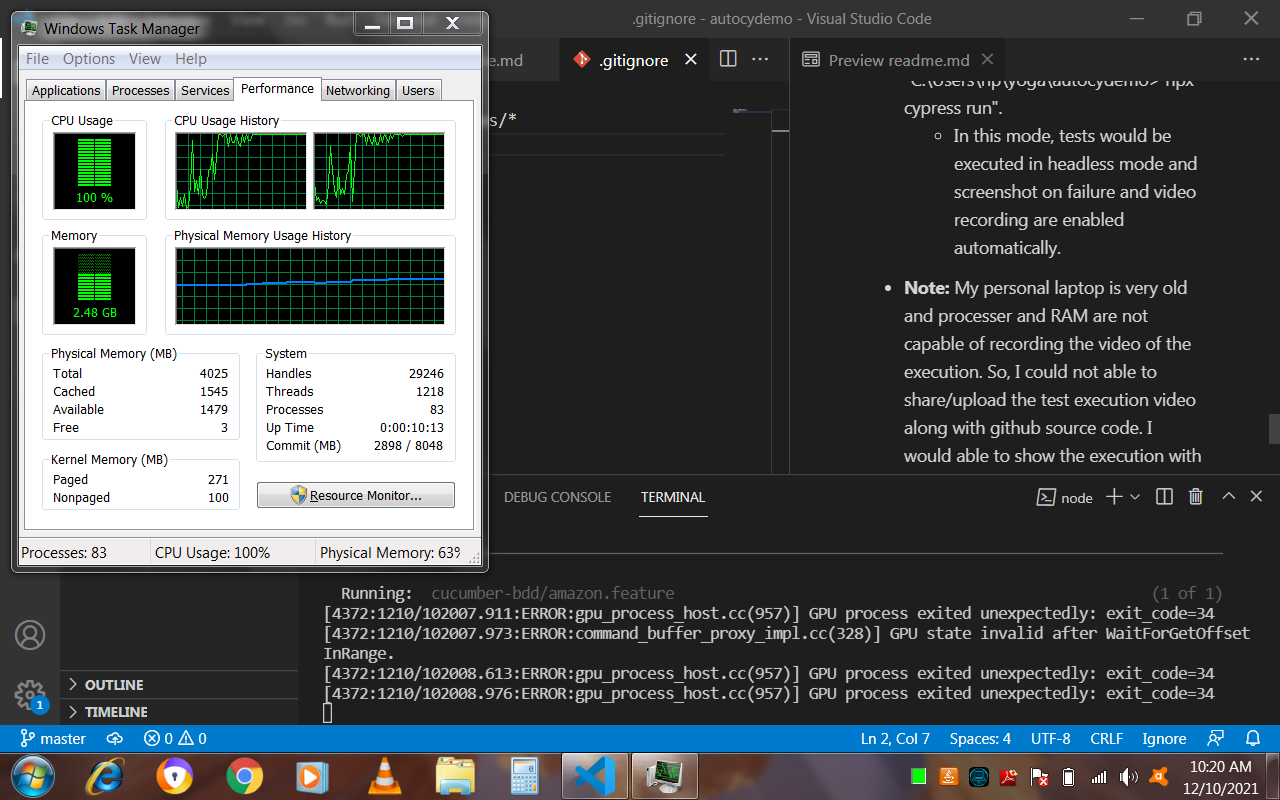 Windows Task Manager
File Options View Help
Applications Processes Services Performance Networking Users
CPU Usage
CPU Usage History
100 %
Memory
Physical Memory Usage History
2.48 GB
Physical Memory (MB)
Total 4025
Cached 1545
Available 1479
Free 3
System
Handles 29246
Threads 1218
Processes 83
Up Time 0:00:10:13
Commit (MB) 2898 / 8048
Kernel Memory (MB)
Paged 271
Nonpaged 100
Resource Monitor...
Processes: 83 CPU Usage: 100% Physical Memory: 63%
.gitignore - autocydemo - Visual Studio Code
e.md .gitignore
s/*
Preview readme.md
"C:\Users\hp\yoga\autocydemo> npx
cypress run".
In this mode, tests would be
executed in headless mode and
screenshot on failure and video
recording are enabled
automatically.
Note: My personal laptop is very old
and processer and RAM are not
capable of recording the video of the
execution. So, I could not able to
share/upload the test execution video
along with github source code. I
would able to show the execution with
DEBUG CONSOLE TERMINAL node
Running: cucumber-bdd/amazon.feature (1 of 1)
[4372:1210/102007.911:ERROR:gpu_process_host.cc(957)] GPU process exited unexpectedly: exit_code=34
[4372:1210/102007.973:ERROR:command_buffer_proxy_impl.cc(328)] GPU state invalid after WaitForGetOffset
InRange.
[4372:1210/102008.613:ERROR:gpu_process_host.cc(957)] GPU process exited unexpectedly: exit_code=34
[4372:1210/102008.976:ERROR:gpu_process_host.cc(957)] GPU process exited unexpectedly: exit_code=34
OUTLINE
1
TIMELINE
master 0 0 Ln 2, Col 7 Spaces: 4 UTF-8 CRLF Ignore
10:20 AM
12/10/2021